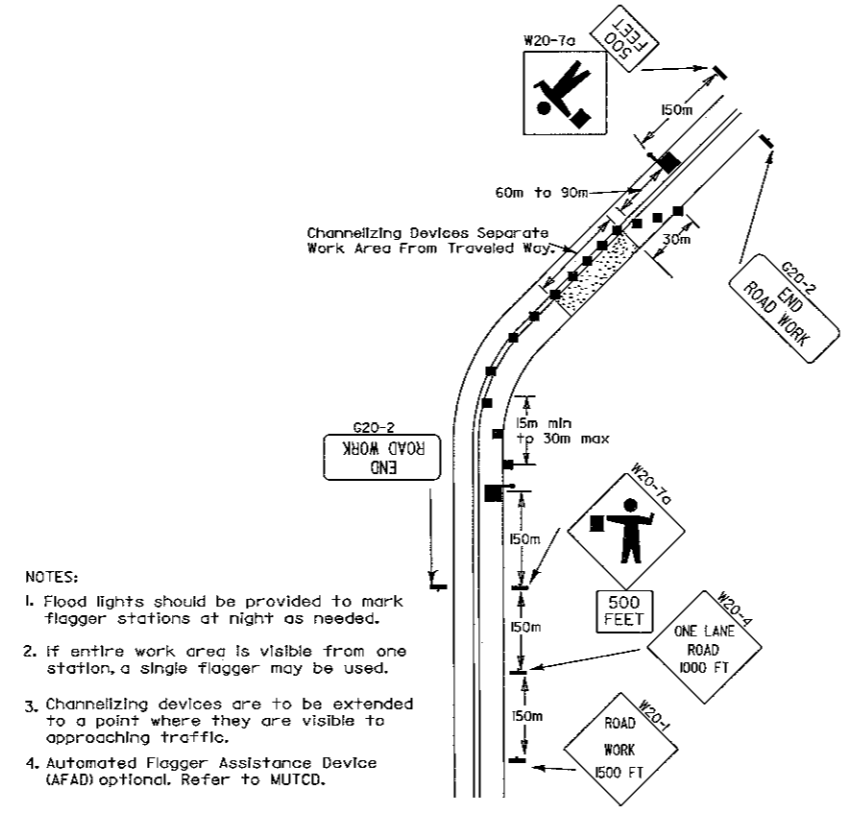 W20-7a
500
FEET
150m
60m to 90m
Channelizing Devices Separate
Work Area From Traveled Way.
30m
G20-2
END
ROAD WORK
G20-2
END
ROAD WORK
15m min
to 30m max
W20-7a
150m
500
FEET
150m
W20-4
ONE LANE
ROAD
1000 FT
150m
W20-1
ROAD
WORK
1500 FT
NOTES:
1. Flood lights should be provided to mark
flagger stations at night as needed.
2. If entire work area is visible from one
station, a single flagger may be used.
3. Channelizing devices are to be extended
to a point where they are visible to
approaching traffic.
4. Automated Flagger Assistance Device
(AFAD) optional. Refer to MUTCD.